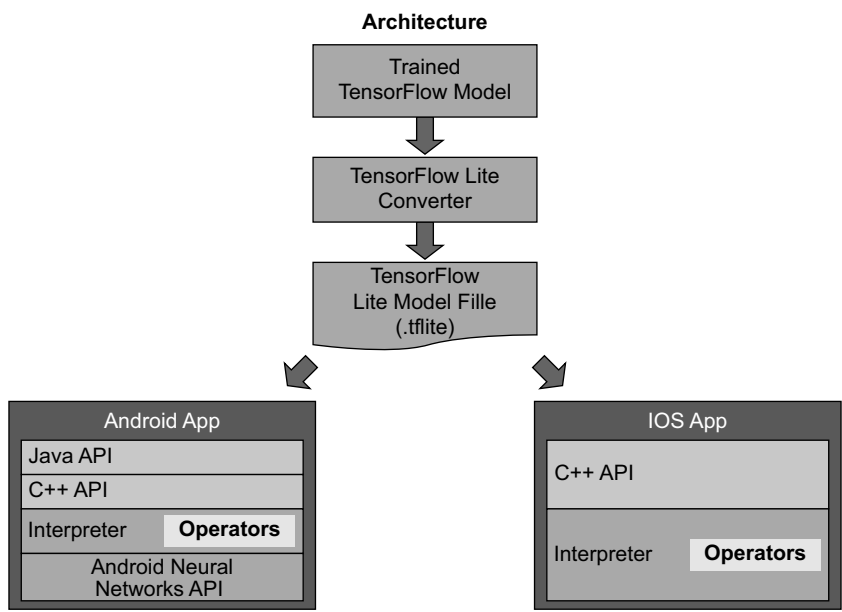 Architecture
Trained
TensorFlow Model
TensorFlow Lite
Converter
TensorFlow
Lite Model Fille
(.tflite)
Android App
Java API
C++ API
Interpreter Operators
Android Neural
Networks API
IOS App
C++ API
Interpreter Operators